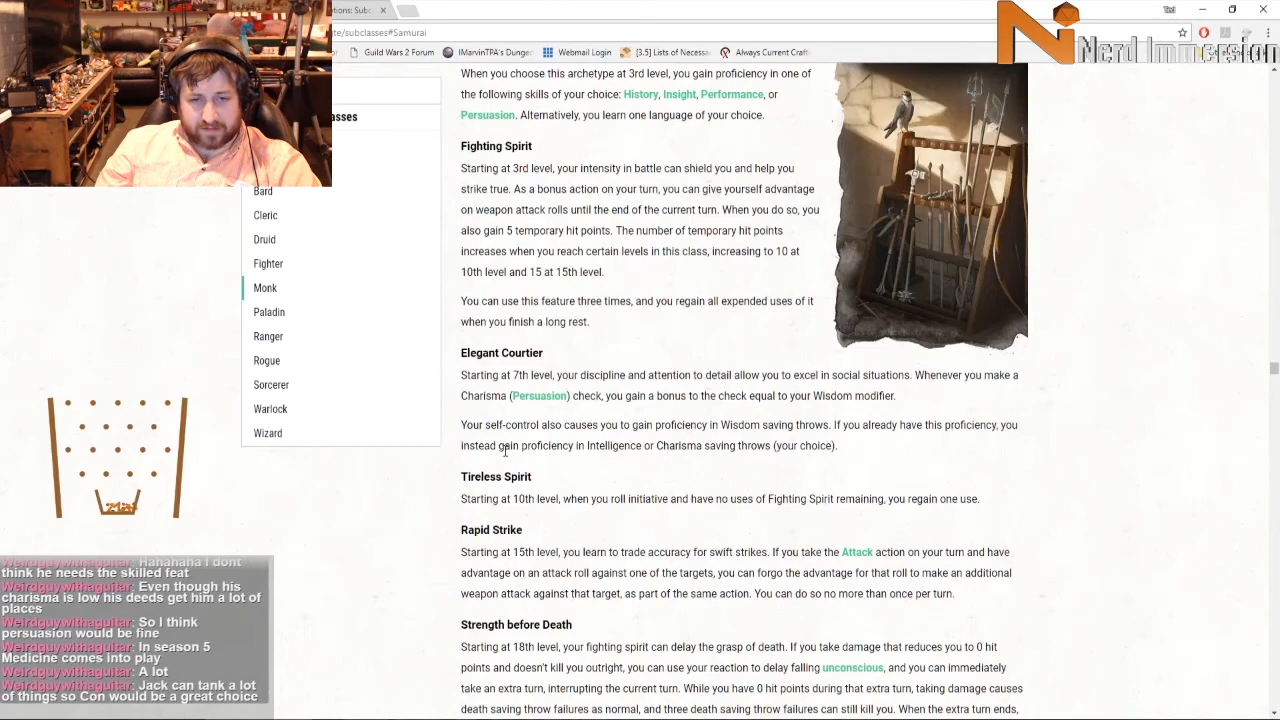 tions: Subc
Tad
te/subclasses#Samurai
Guild Wars 2 Forum
IMarvinTPA's Dunge
Webmail Login
[3.5] Lists of Necessa
Always Current Craft
Nerd Immersion
asses
Bard
Cleric
Druid
Fighter
Monk
Paladin
Ranger
Rogue
Sorcerer
Warlock
Wizard
When you choose this archetype at 3rd level, you gain proficiency in one of
the following skills of your choice: History, Insight, Performance, or
Persuasion. Alternatively, you learn one language of your choice.
Fighting Spirit
Starting at 3rd level, your intensity in battle can shield you and help you
strike true. As a bonus action on your turn, you can give yourself advantage
on weapon attack rolls until the end of the current turn. When you do so, you
also gain 5 temporary hit points. The number of temporary hit points
increases when you reach certain levels in this class, increasing to 10 at
10th level and 15 at 15th level.
You can use this feature three times, and you regain all expended uses of it
when you finish a long rest.
Elegant Courtier
Starting at 7th level, your discipline and attention to detail allow you to excel in social situations. Whenever you make a
Charisma (Persuasion) check, you gain a bonus to the check equal to your Wisdom modifier.
Your self-control also causes you to gain proficiency in Wisdom saving throws. If you already have this proficiency, you
instead gain proficiency in Intelligence or Charisma saving throws (your choice).
Tireless Spirit
Starting at 10th level, when you roll initiative and have no uses of Fighting Spirit remaining, you regain one use.
Rapid Strike
Starting at 15th level, you learn to trade accuracy for swift strikes. If you take the Attack action on your turn and have
advantage on an attack roll against one of the targets, you can forgo the advantage for that roll to make an additional
weapon attack against that target, as part of the same action. You can do so no more than once per turn.
Strength before Death
Starting at 18th level, your fighting spirit can delay the grasp of death. If you take damage that reduces you to 0 hit
points and doesn't kill you outright, you can use your reaction to delay falling unconscious, and you can immediately
take an extra turn, interrupting the current turn. While you have 0 hit points during that extra turn, taking damage causes
death saving throw failures as normal, and three death saving throw failures can still kill you. When the extra turn ends,
Weirdguywithaguitar: Hahahaha I dont
think he needs the skilled feat
Weirdguywithaguitar: Even though his
charisma is low his deeds get him a lot of
places
Weirdguywithaguitar: So I think
persuasion would be fine
Weirdguywithaguitar: In season 5
Medicine comes into play
Weirdguywithaguitar: A lot
Weirdguywithaguitar: Jack can tank a lot
of things so Con would be a great choice